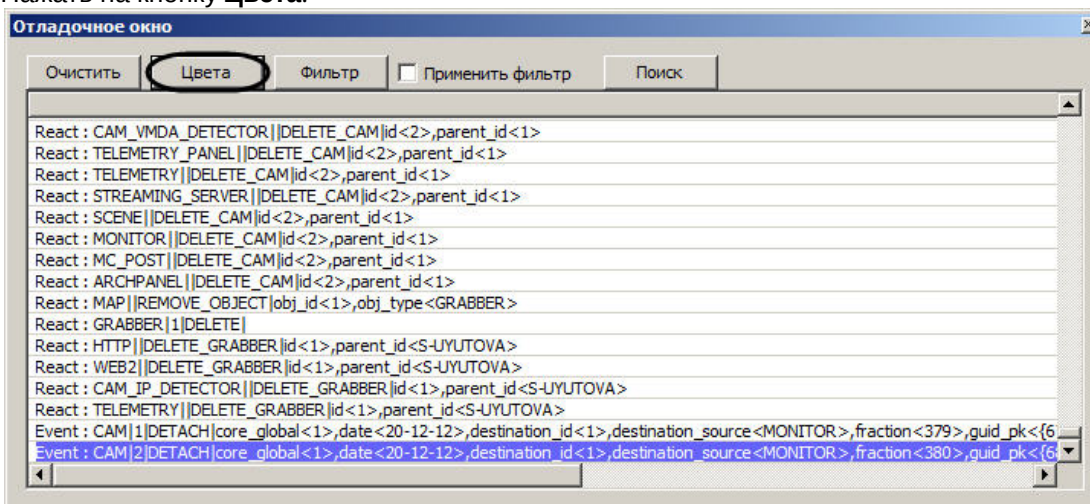 Нажать на кнопку Цвета.
Отладочное окно
Очистить Цвета Фильтр Применить фильтр Поиск
React : CAM_VMDA_DETECTOR||DELETE_CAM|id<2>,parent_id<1>
React : TELEMETRY_PANEL||DELETE_CAM|id<2>,parent_id<1>
React : TELEMETRY||DELETE_CAM|id<2>,parent_id<1>
React : STREAMING_SERVER||DELETE_CAM|id<2>,parent_id<1>
React : SCENE||DELETE_CAM|id<2>,parent_id<1>
React : MONITOR||DELETE_CAM|id<2>,parent_id<1>
React : MC_POST||DELETE_CAM|id<2>,parent_id<1>
React : ARCHPANEL||DELETE_CAM|id<2>,parent_id<1>
React : MAP||REMOVE_OBJECT|obj_id<1>,obj_type<GRABBER>
React : GRABBER|1|DELETE|
React : HTTP||DELETE_GRABBER|id<1>,parent_id<S-UYUTOVA>
React : WEB2||DELETE_GRABBER|id<1>,parent_id<S-UYUTOVA>
React : CAM_IP_DETECTOR||DELETE_GRABBER|id<1>,parent_id<S-UYUTOVA>
React : TELEMETRY||DELETE_GRABBER|id<1>,parent_id<S-UYUTOVA>
Event : CAM|1|DETACH|core_global<1>,date<20-12-12>,destination_id<1>,destination_source<MONITOR>,fraction<379>,guid_pk<{6
Event : CAM|2|DETACH|core_global<1>,date<20-12-12>,destination_id<1>,destination_source<MONITOR>,fraction<380>,guid_pk<{68